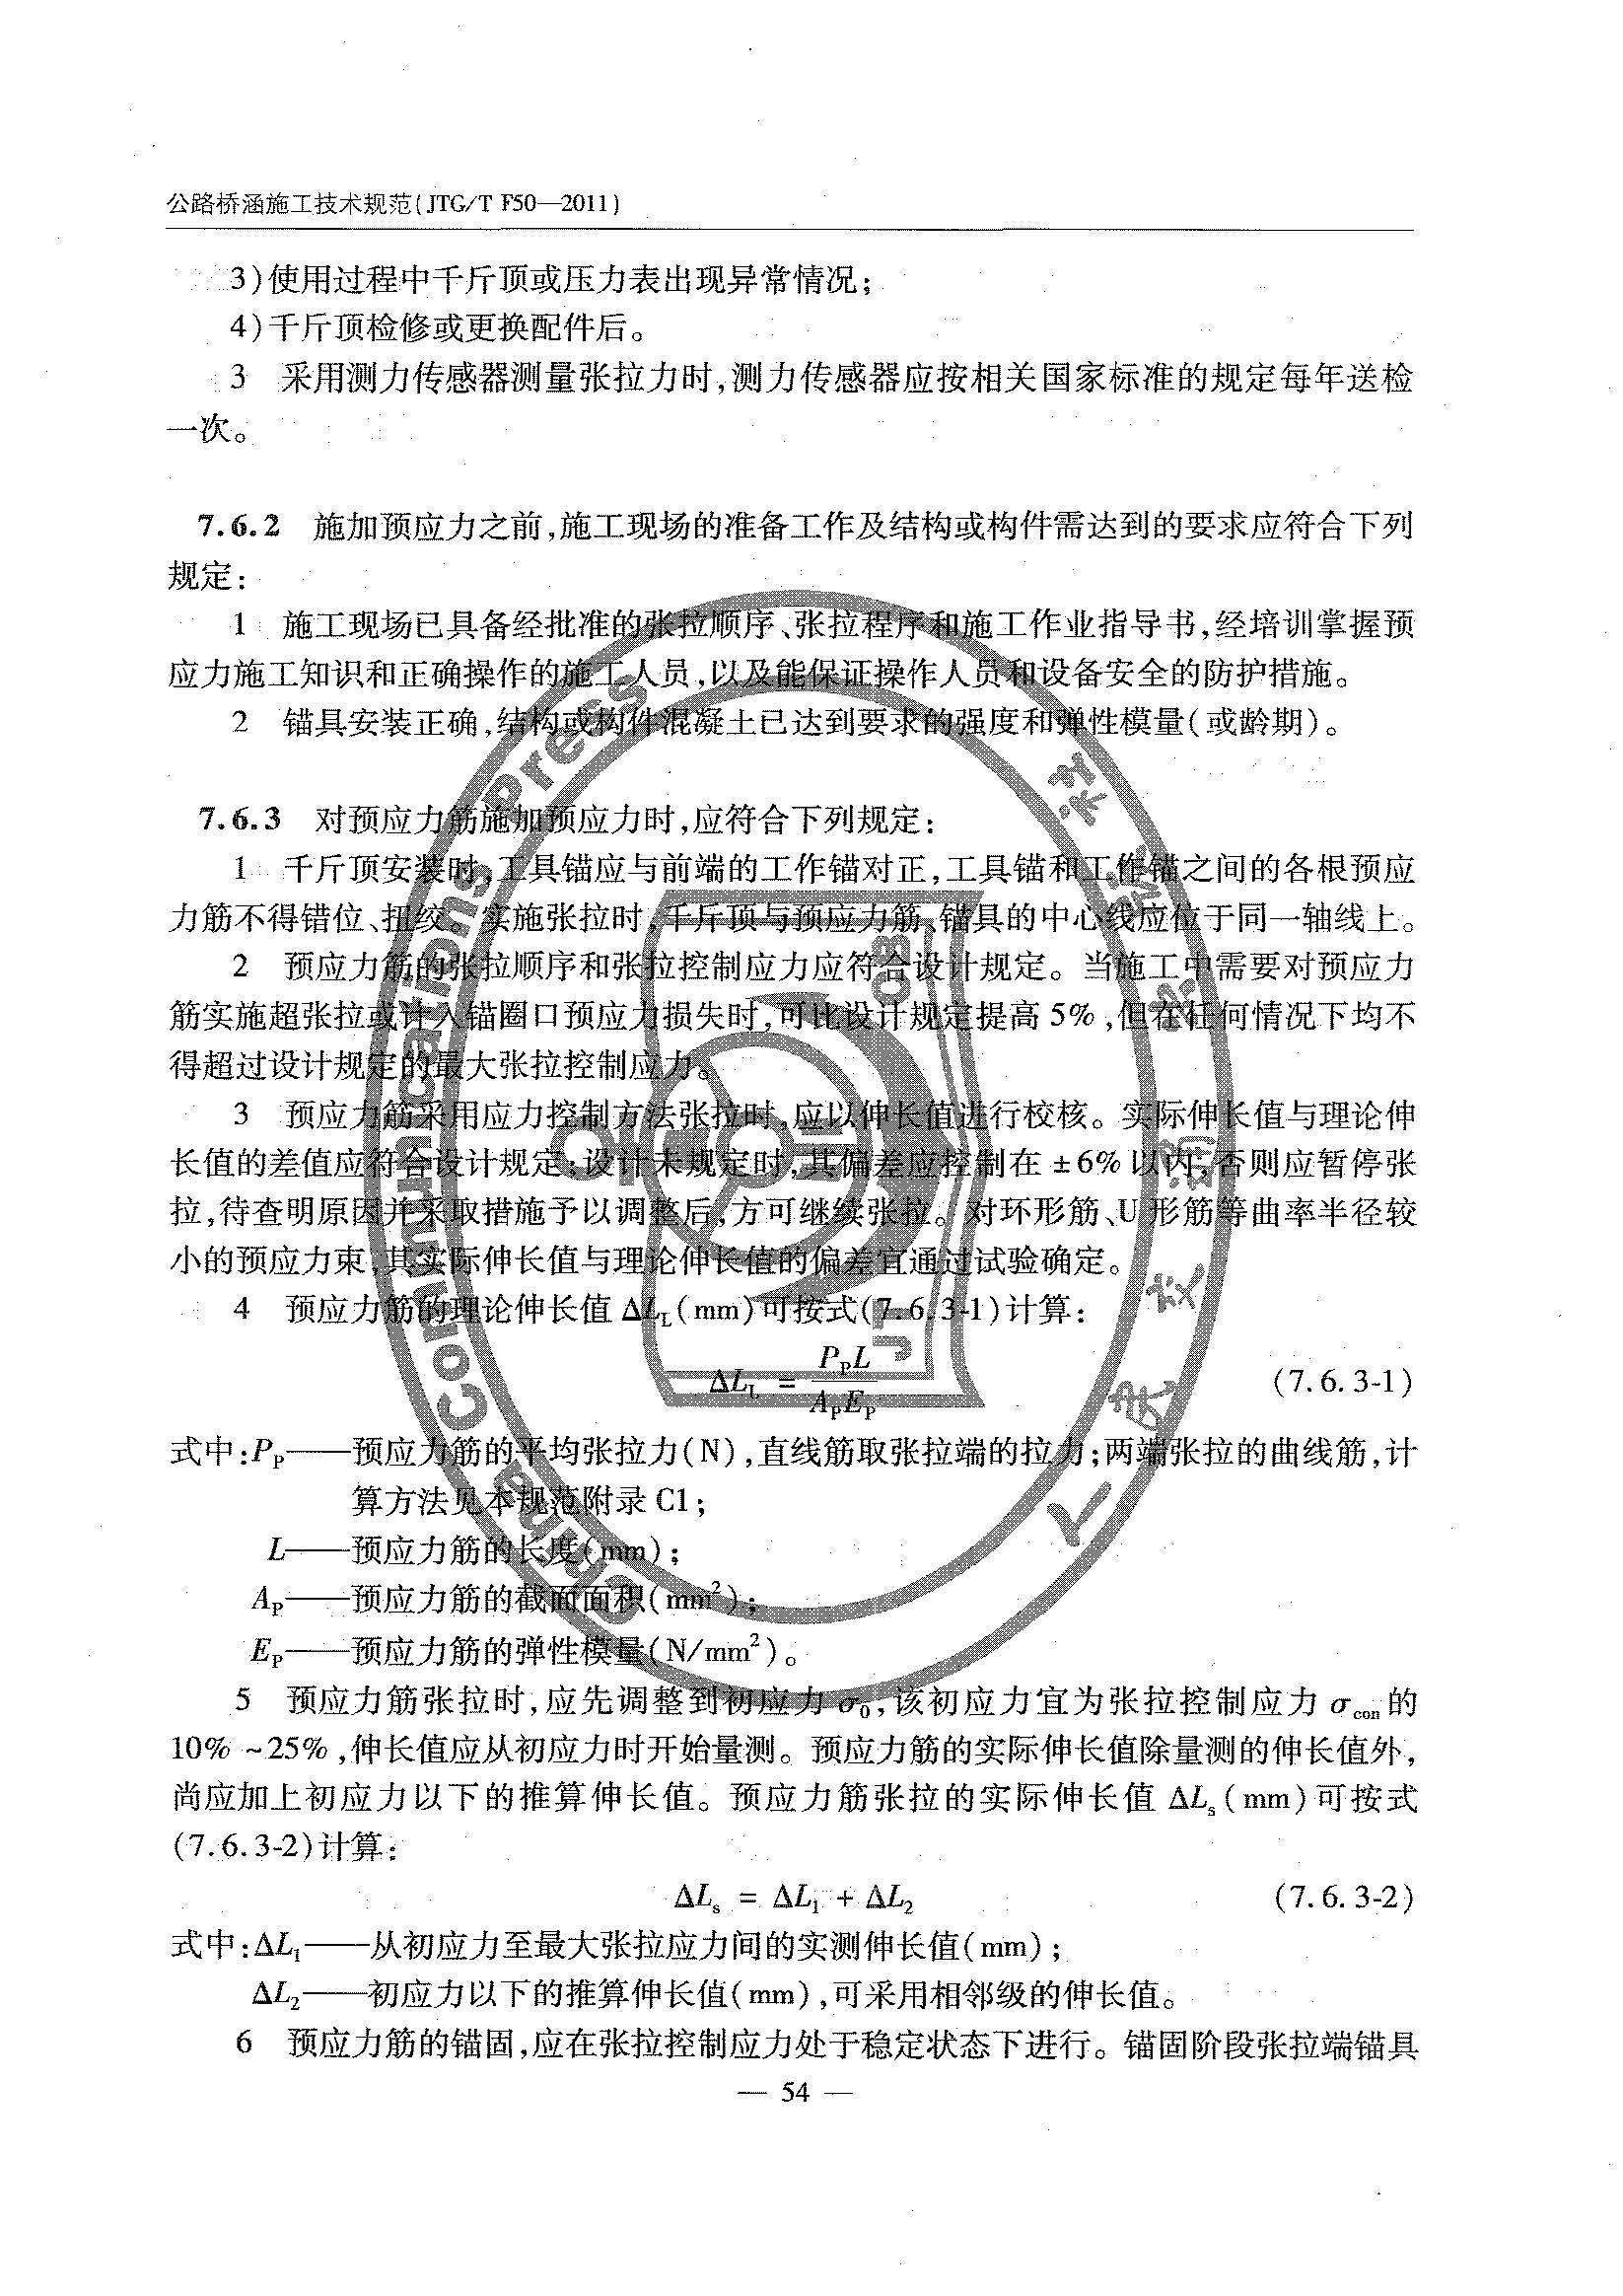 公路桥涵施工技术规范(JTG/T F50—2011)
3)使用过程中千斤顶或压力表出现异常情况；
4)千斤顶检修或更换配件后。
3 采用测力传感器测量张拉力时,测力传感器应按相关国家标准的规定每年送检
一次。
7.6.2 施加预应力之前,施工现场的准备工作及结构或构件需达到的要求应符合下列
规定：
1 施工现场已具备经批准的张拉顺序、张拉程序和施工作业指导书,经培训掌握预
应力施工知识和正确操作的施工人员,以及能保证操作人员和设备安全的防护措施。
2 锚具安装正确,结构或构件混凝土已达到要求的强度和弹性模量(或龄期)。
7.6.3 对预应力筋施加预应力时,应符合下列规定：
1 千斤顶安装时,工具锚应与前端的工作锚对正,工具锚和工作锚之间的各根预应
力筋不得错位、扭绞。实施张拉时,千斤顶与预应力筋、锚具的中心线应位于同一轴线上。
2 预应力筋的张拉顺序和张拉控制应力应符合设计规定。当施工中需要对预应力
筋实施超张拉或计入锚圈口预应力损失时,可比设计规定提高5%,但在任何情况下均不
得超过设计规定的最大张拉控制应力。
3 预应力筋采用应力控制方法张拉时,应以伸长值进行校核。实际伸长值与理论伸
长值的差值应符合设计规定；设计未规定时,其偏差应控制在±6%以内,否则应暂停张
拉,待查明原因并采取措施予以调整后,方可继续张拉。对环形筋、U形筋等曲率半径较
小的预应力束,其实际伸长值与理论伸长值的偏差宜通过试验确定。
4 预应力筋的理论伸长值 ΔL_L(mm)可按式(7.6.3-1)计算：
ΔL_L = P_P L / A_P E_P (7.6.3-1)
式中:P_P——预应力筋的平均张拉力(N),直线筋取张拉端的拉力；两端张拉的曲线筋,计
算方法见本规范附录 C1；
L——预应力筋的长度(mm)；
A_P——预应力筋的截面面积(mm²)；
E_P——预应力筋的弹性模量(N/mm²)。
5 预应力筋张拉时,应先调整到初应力 σ₀,该初应力宜为张拉控制应力 σ_con 的
10%~25%,伸长值应从初应力时开始量测。预应力筋的实际伸长值除量测的伸长值外,
尚应加上初应力以下的推算伸长值。预应力筋张拉的实际伸长值 ΔL_s(mm)可按式
(7.6.3-2)计算：
ΔL_s = ΔL₁ + ΔL₂ (7.6.3-2)
式中:ΔL₁——从初应力至最大张拉应力间的实测伸长值(mm)；
ΔL₂——初应力以下的推算伸长值(mm),可采用相邻级的伸长值。
6 预应力筋的锚固,应在张拉控制应力处于稳定状态下进行。锚固阶段张拉端锚具
— 54 —
China Communications Press